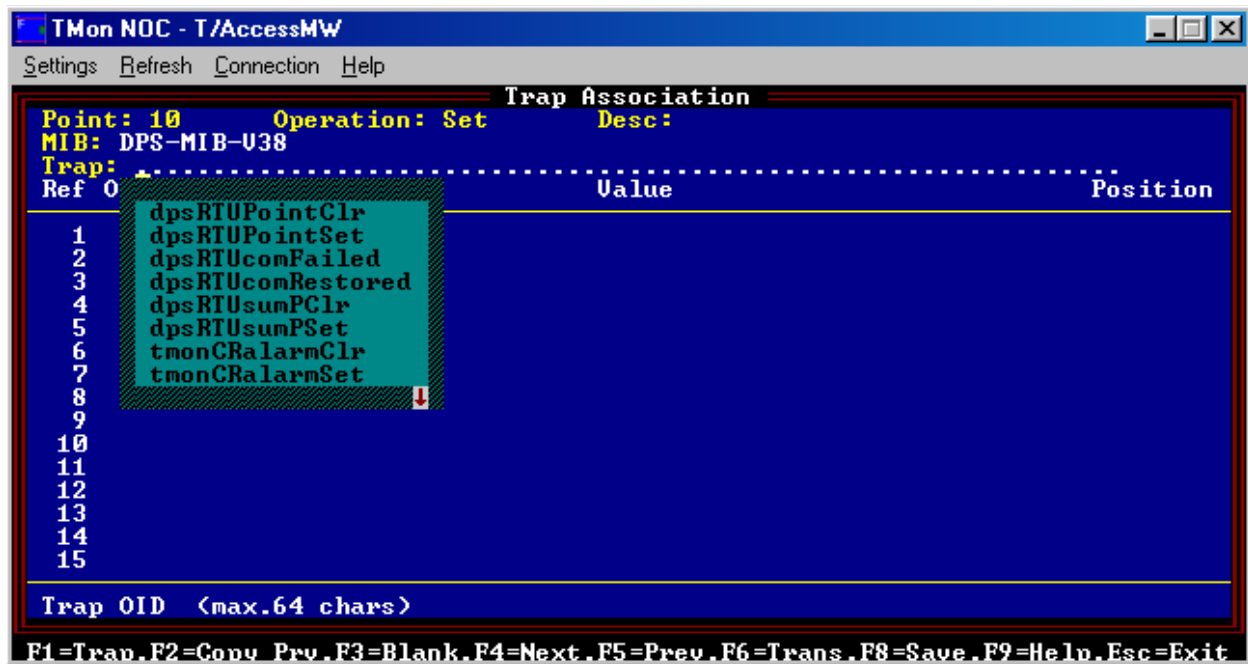 TMon NOC - T/AccessMW
Settings Refresh Connection Help
Trap Association
Point: 10 Operation: Set Desc:
MIB: DPS-MIB-V38
Trap:
Ref O Value Position
dpsRTUPointClr
1 dpsRTUPointSet
2 dpsRTUcomFailed
3 dpsRTUcomRestored
4 dpsRTUsumPClr
5 dpsRTUsumPSet
6 tmonCRalarmClr
7 tmonCRalarmSet
8
9
10
11
12
13
14
15
Trap OID (max.64 chars)
F1=Trap,F2=Copy Prv,F3=Blank,F4=Next,F5=Prev,F6=Trans,F8=Save,F9=Help,Esc=Exit